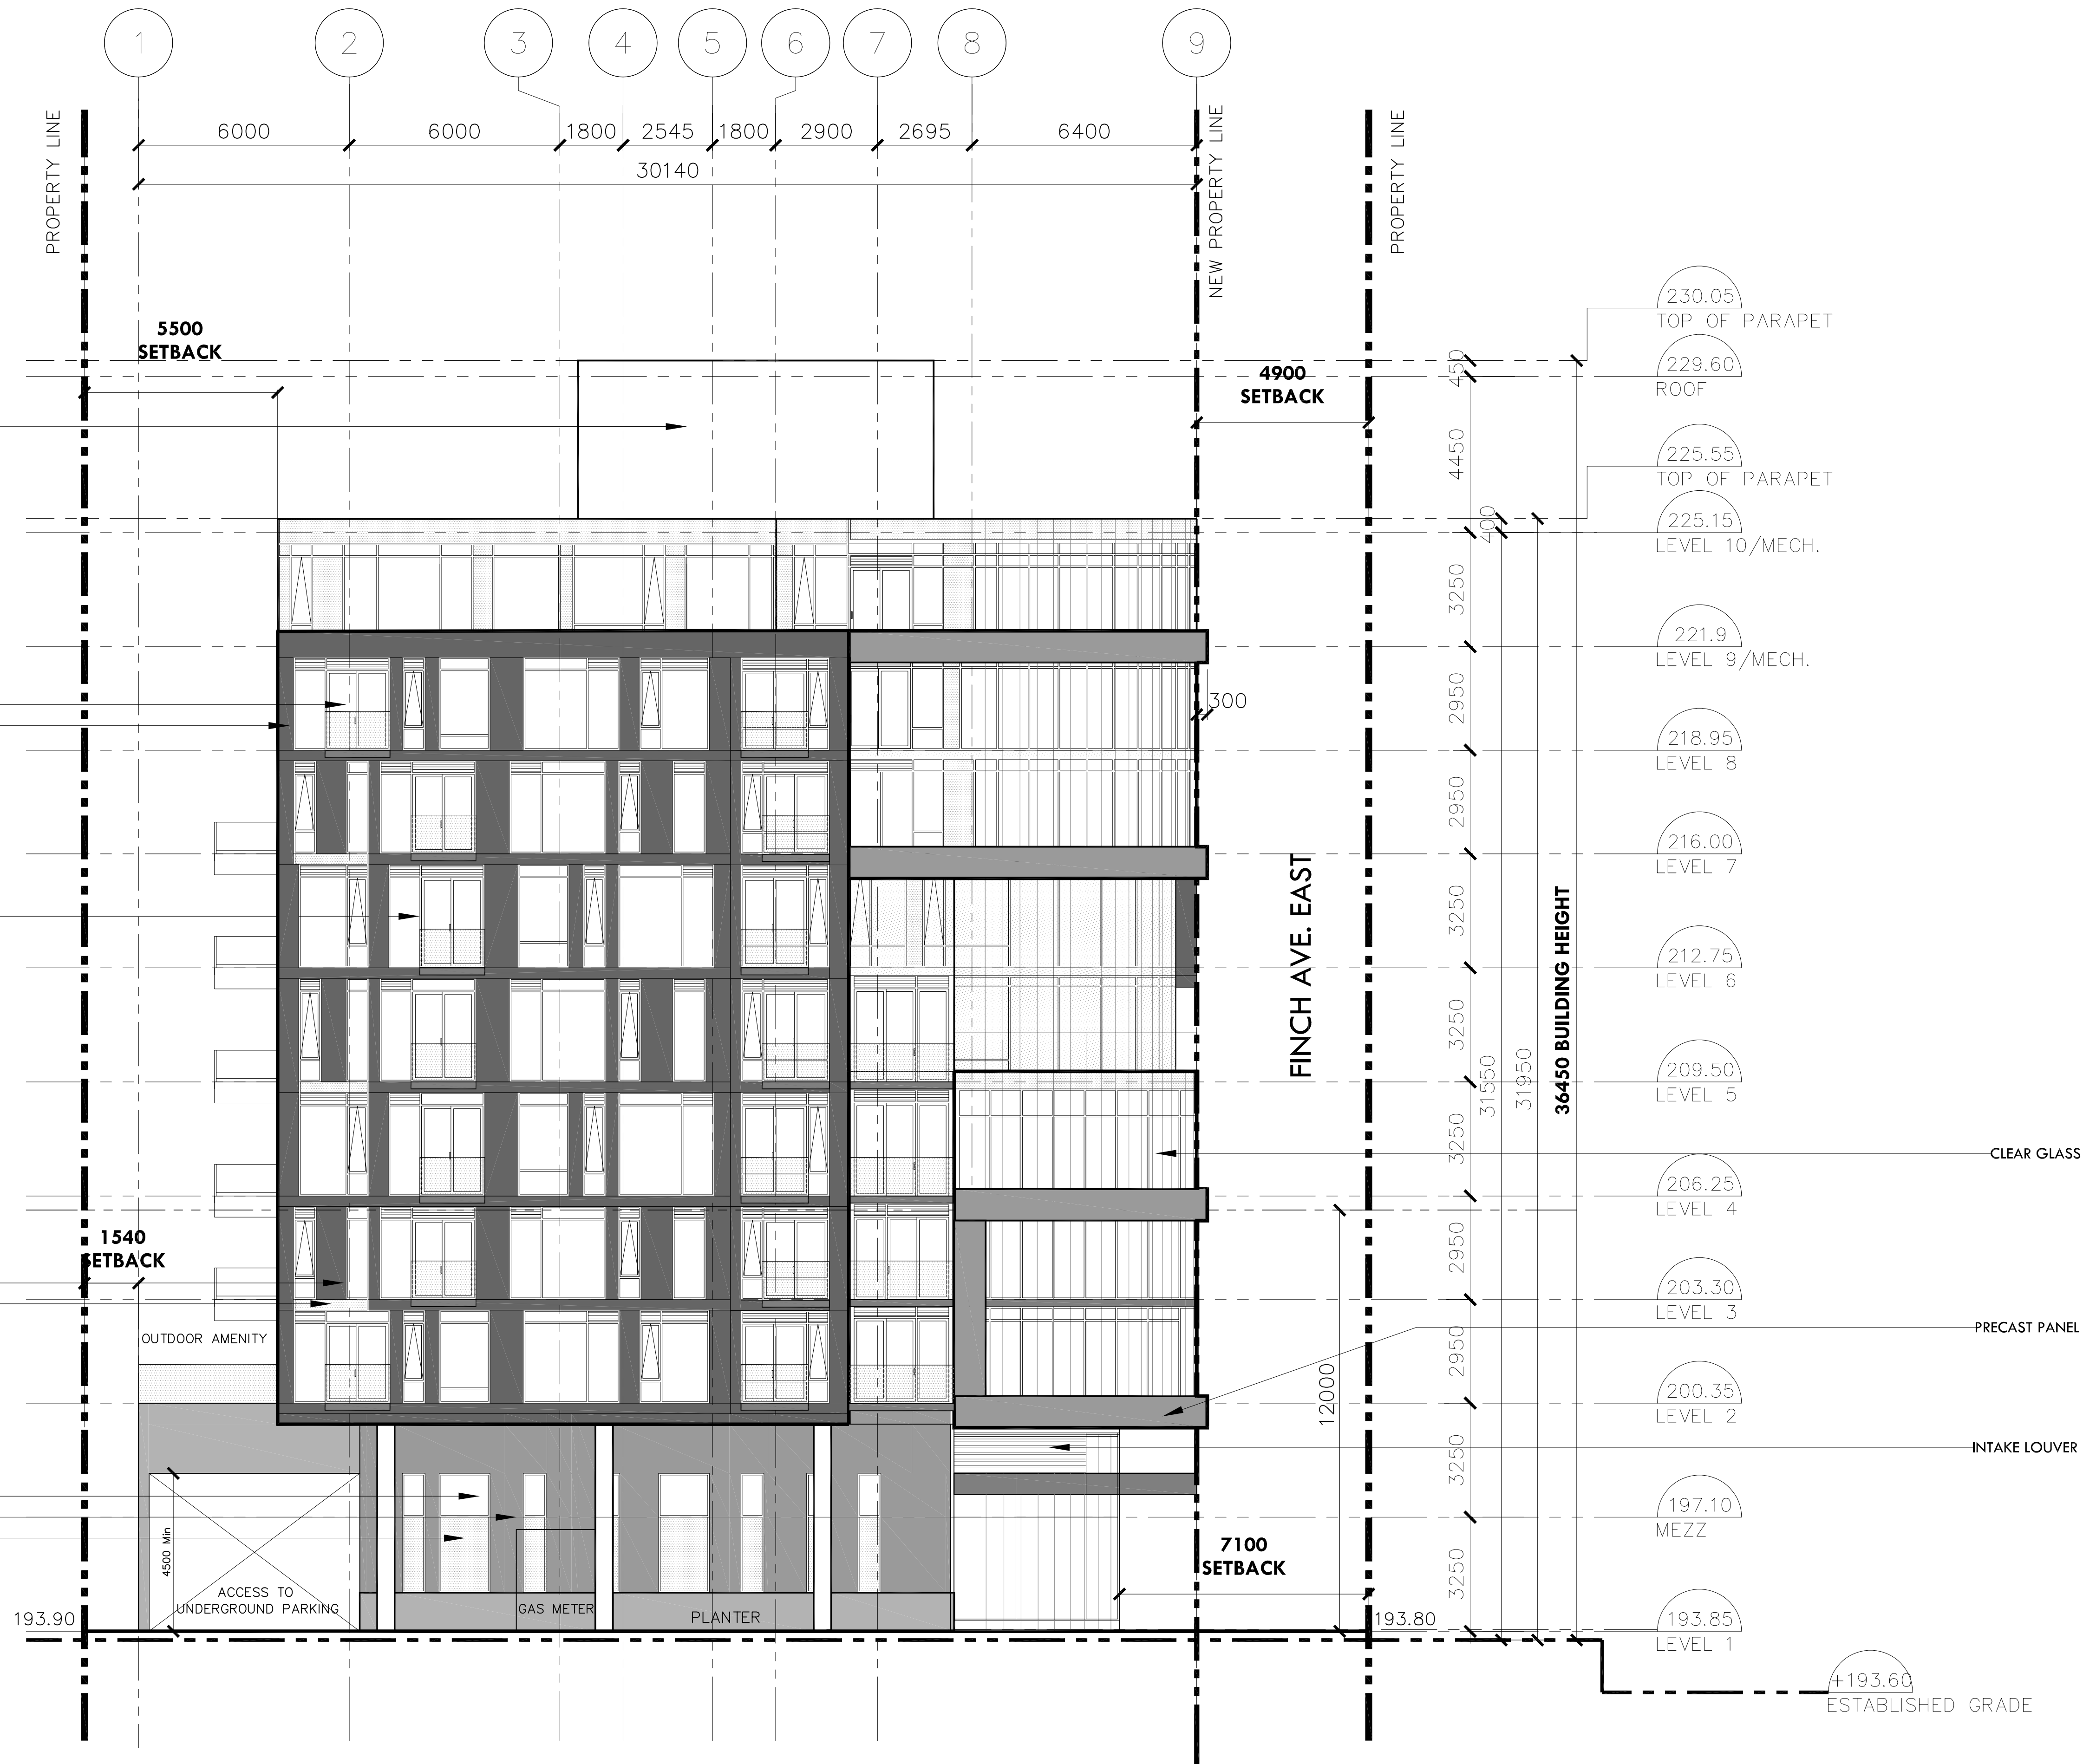 1 2 3 4 5 6 7 8 9
6000 6000 1800 2545 1800 2900 2695 6400
30140
PROPERTY LINE
NEW PROPERTY LINE
PROPERTY LINE
5500
SETBACK
4900
SETBACK
230.05
TOP OF PARAPET
229.60
ROOF
225.55
TOP OF PARAPET
225.15
LEVEL 10/MECH.
221.9
LEVEL 9/MECH.
218.95
LEVEL 8
216.00
LEVEL 7
212.75
LEVEL 6
209.50
LEVEL 5
206.25
LEVEL 4
203.30
LEVEL 3
200.35
LEVEL 2
197.10
MEZZ
193.85
LEVEL 1
+193.60
ESTABLISHED GRADE
450
4450
400
3250
2950
2950
3250
3250
3250
2950
2950
3250
3250
31550
31950
36450 BUILDING HEIGHT
300
FINCH AVE. EAST
12000
CLEAR GLASS
PRECAST PANEL
INTAKE LOUVER
1540
SETBACK
OUTDOOR AMENITY
4500 Min
ACCESS TO
UNDERGROUND PARKING
GAS METER
PLANTER
7100
SETBACK
193.90
193.80